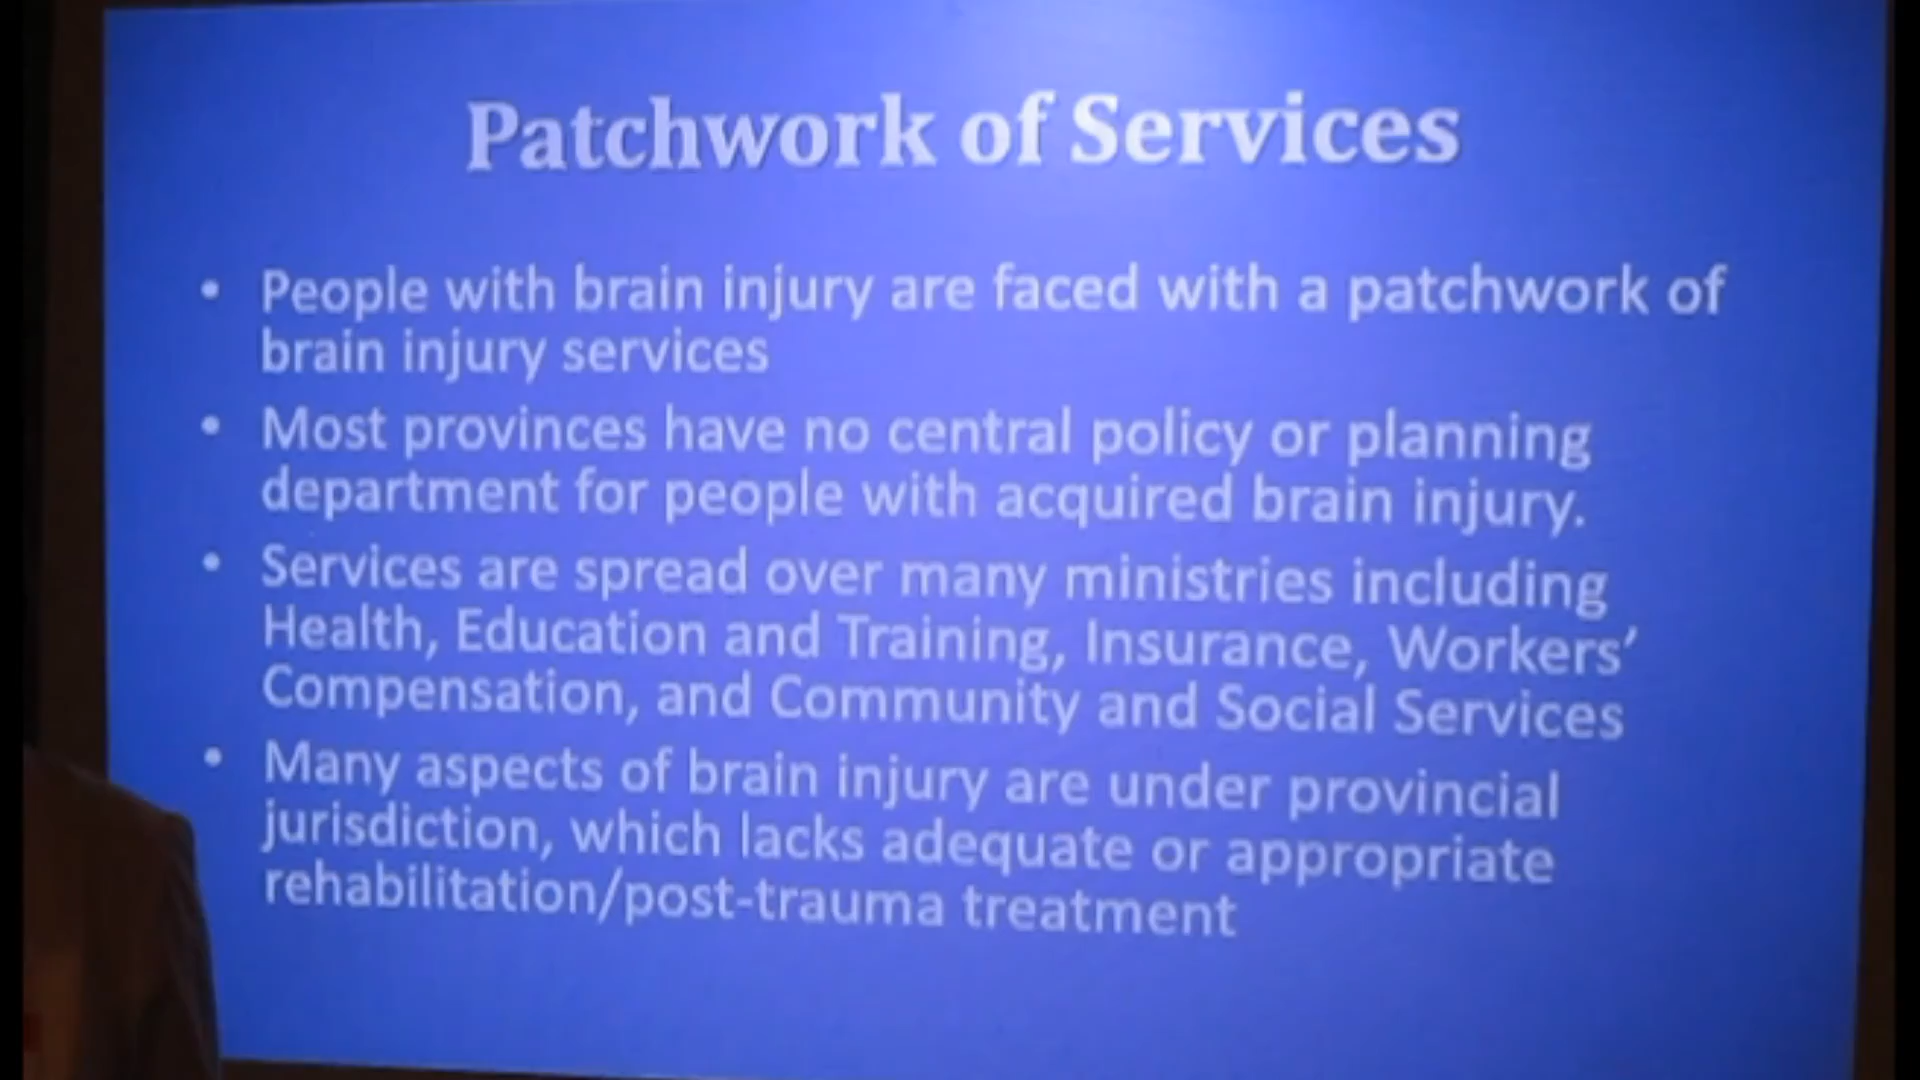 Patchwork of Services
• People with brain injury are faced with a patchwork of
brain injury services
• Most provinces have no central policy or planning
department for people with acquired brain injury.
• Services are spread over many ministries including
Health, Education and Training, Insurance, Workers’
Compensation, and Community and Social Services
• Many aspects of brain injury are under provincial
jurisdiction, which lacks adequate or appropriate
rehabilitation/post-trauma treatment